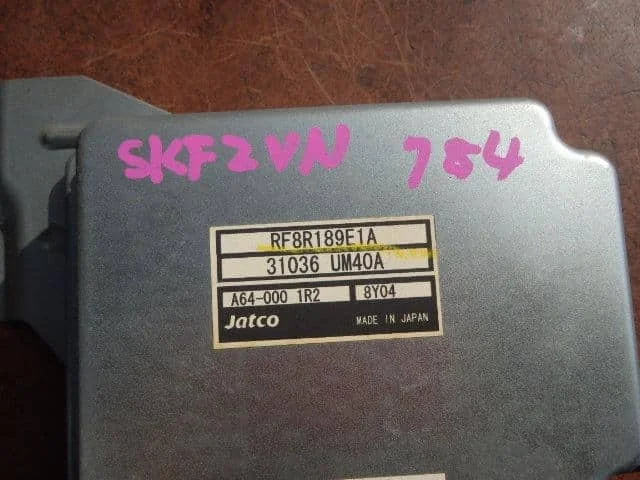 SKF2VN 784
RF8R189E1A
31036 UM40A
A64-000 1R2 8Y04
Jatco MADE IN JAPAN